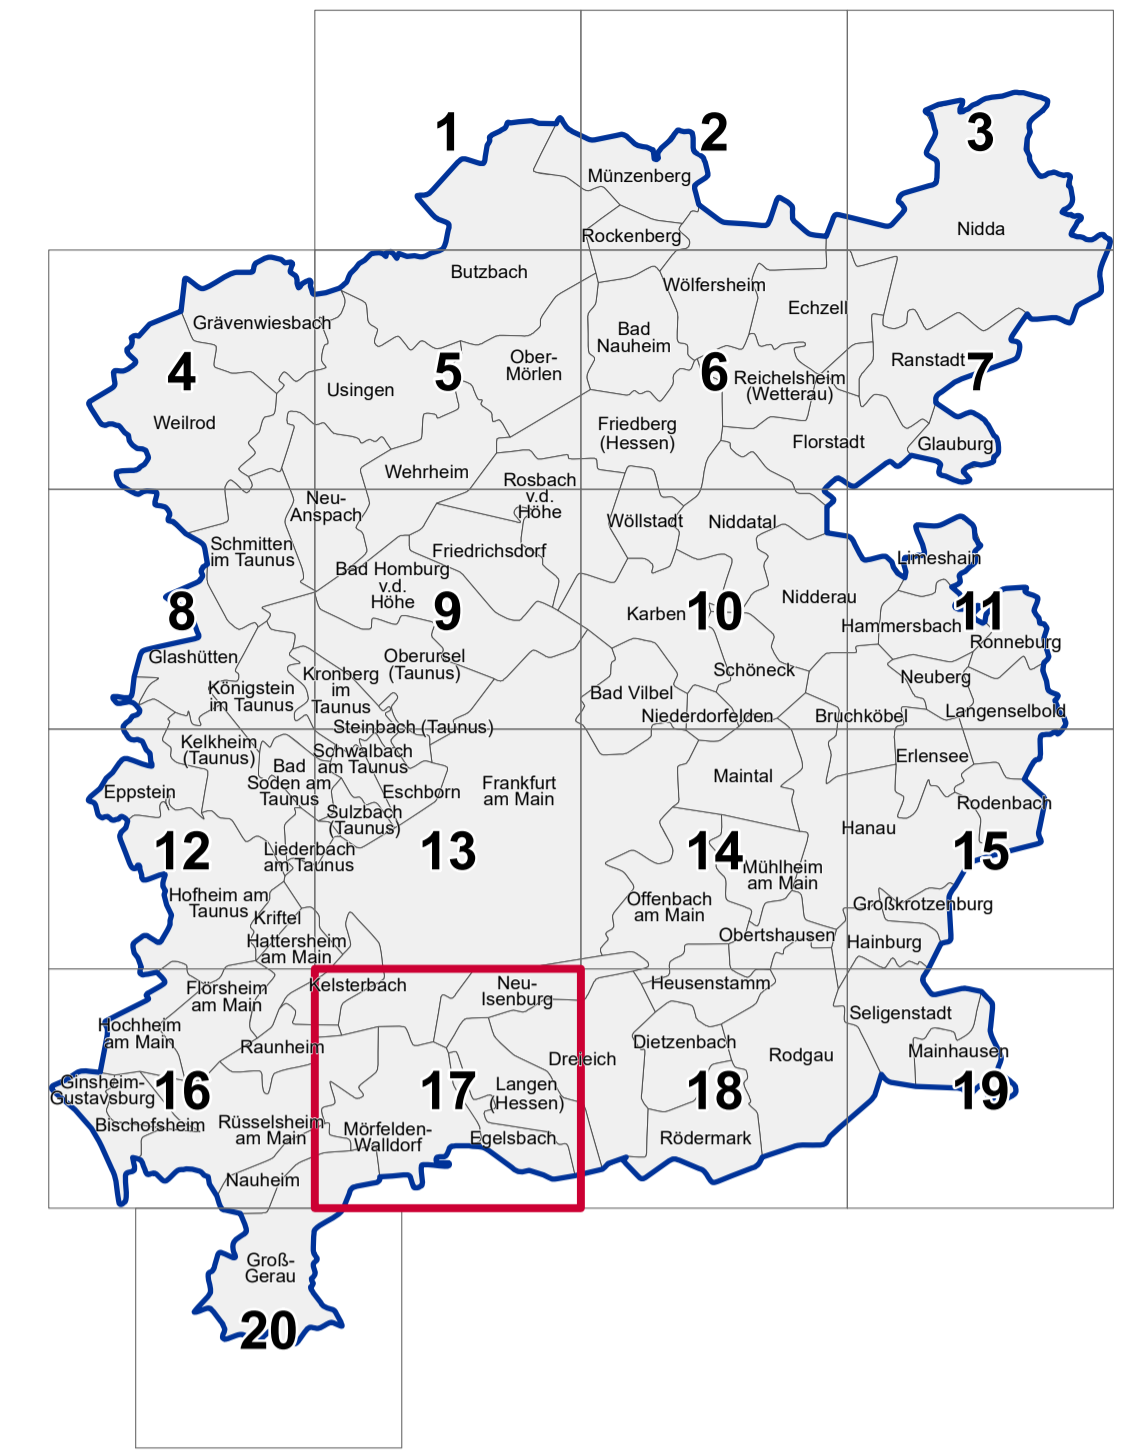 1
2
3
Münzenberg
Nidda
Rockenberg
Butzbach
Wölfersheim
Echzell
Grävenwiesbach
Bad
Nauheim
Ober-
Mörlen
Ranstadt
4
5
6
7
Usingen
Reichelsheim
(Wetterau)
Weilrod
Friedberg
(Hessen)
Florstadt
Glauburg
Wehrheim
Rosbach
v.d.
Höhe
Neu-
Anspach
Wöllstadt
Niddatal
Schmitten
im Taunus
Friedrichsdorf
Limeshain
Bad Homburg
v.d.
Höhe
8
9
10
11
Nidderau
Karben
Hammersbach
Ronneburg
Glashütten
Oberursel
(Taunus)
Schöneck
Neuberg
Königstein
im Taunus
Kronberg
im
Taunus
Bad Vilbel
Niederdorfelden
Bruchköbel
Langenselbold
Steinbach (Taunus)
Kelkheim
(Taunus)
Schwalbach
am Taunus
Erlensee
Bad
Soden am
Taunus
Maintal
Eppstein
Eschborn
Frankfurt
am Main
Rodenbach
Sulzbach
(Taunus)
Hanau
12
13
14
15
Liederbach
am Taunus
Mühlheim
am Main
Hofheim am
Taunus
Offenbach
am Main
Großkrotzenburg
Kriftel
Obertshausen
Hainburg
Hattersheim
am Main
Flörsheim
am Main
Kelsterbach
Neu-
Isenburg
Heusenstamm
Seligenstadt
Hochheim
am Main
Raunheim
Dietzenbach
Rodgau
Mainhausen
Dreieich
Ginsheim-
Gustavsburg
16
17
18
19
Langen
(Hessen)
Bischofsheim
Rüsselsheim
am Main
Mörfelden-
Walldorf
Egelsbach
Rödermark
Nauheim
Groß-
Gerau
20